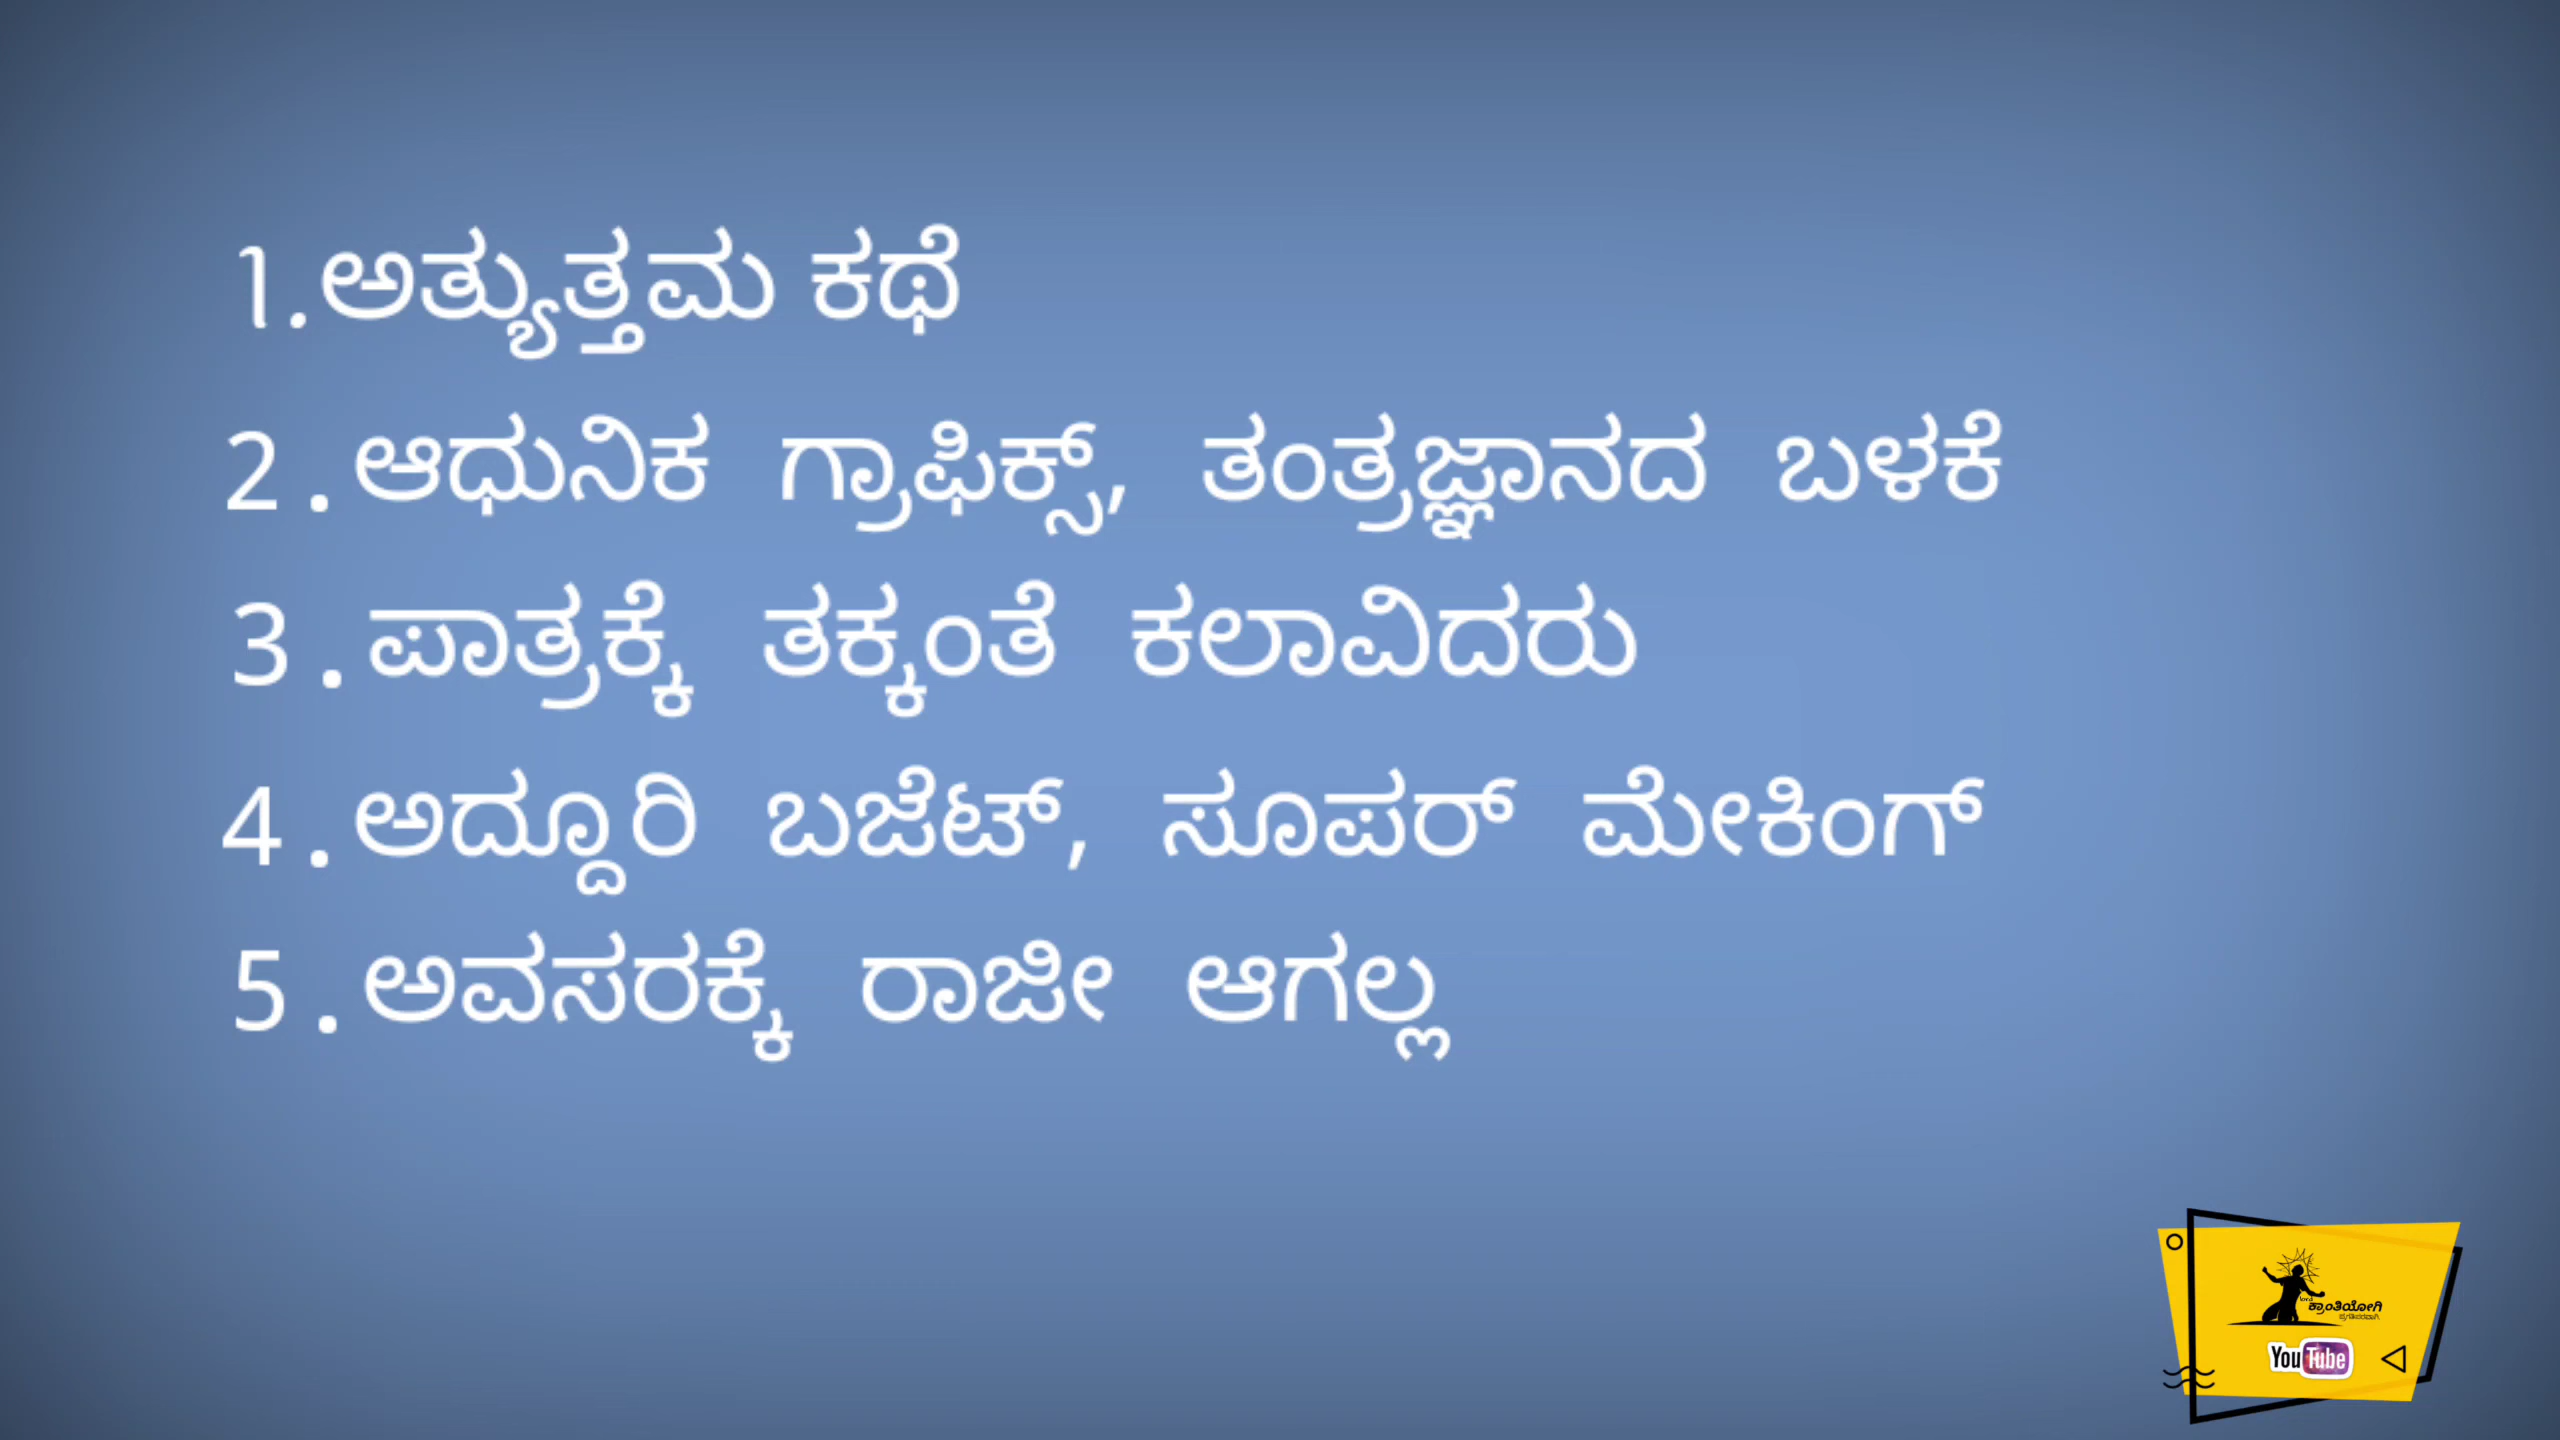 1.ಅತ್ಯುತ್ತಮ ಕಥೆ
2.ಆಧುನಿಕ ಗ್ರಾಫಿಕ್ಸ್, ತಂತ್ರಜ್ಞಾನದ ಬಳಕೆ
3.ಪಾತ್ರಕ್ಕೆ ತಕ್ಕಂತೆ ಕಲಾವಿದರು
4.ಅದ್ದೂರಿ ಬಜೆಟ್, ಸೂಪರ್ ಮೇಕಿಂಗ್
5.ಅವಸರಕ್ಕೆ ರಾಜೀ ಆಗಲ್ಲ
ಕ್ರಾಂತಿಯೋಗಿ
YouTube